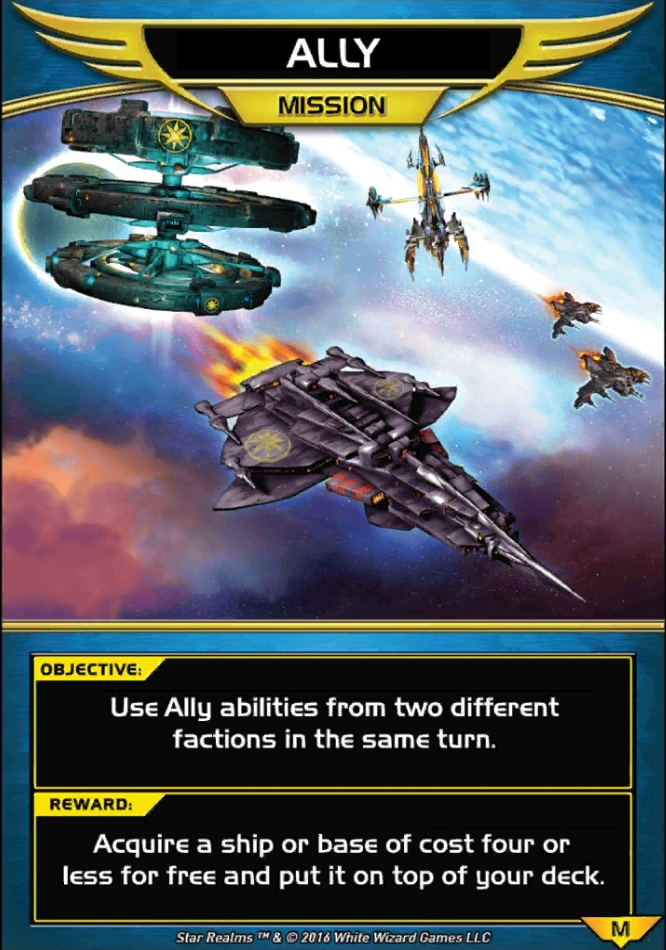 ALLY
MISSION
OBJECTIVE:
Use Ally abilities from two different
factions in the same turn.
REWARD:
Acquire a ship or base of cost four or
less for free and put it on top of your deck.
M
Star Realms ™ & © 2016 White Wizard Games LLC